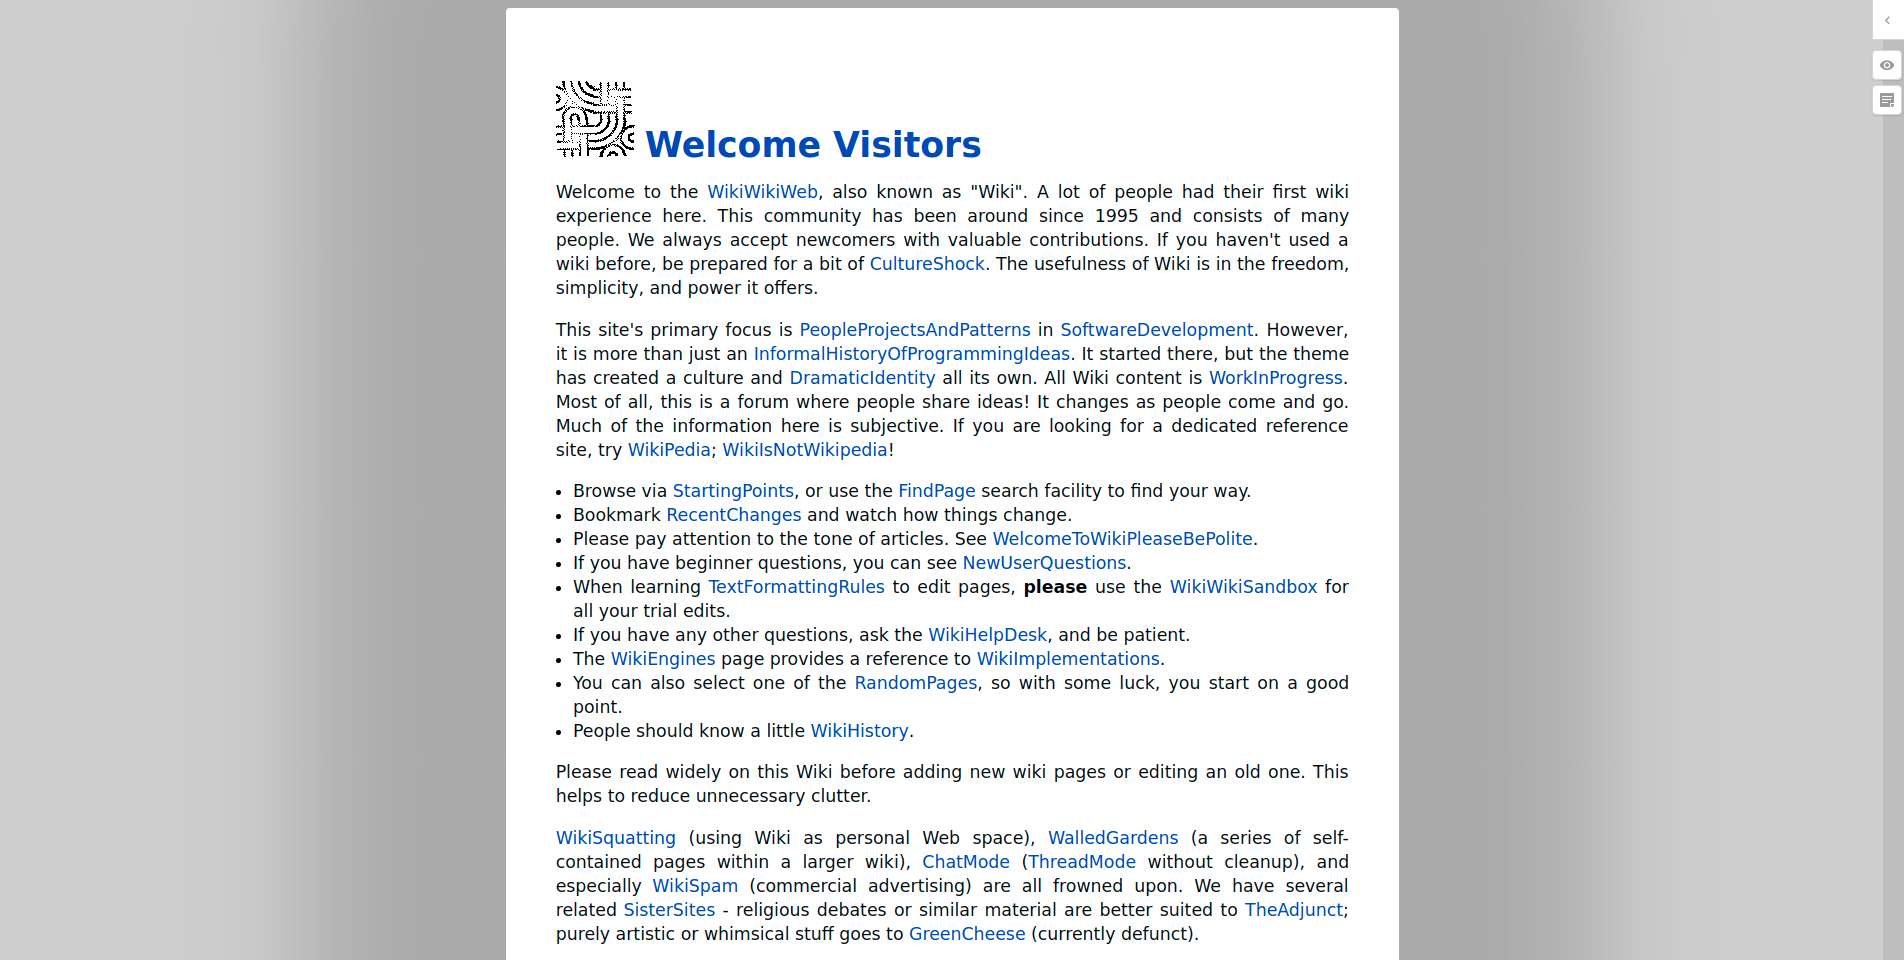 Welcome Visitors
Welcome to the WikiWikiWeb, also known as "Wiki". A lot of people had their first wiki
experience here. This community has been around since 1995 and consists of many
people. We always accept newcomers with valuable contributions. If you haven't used a
wiki before, be prepared for a bit of CultureShock. The usefulness of Wiki is in the freedom,
simplicity, and power it offers.
This site's primary focus is PeopleProjectsAndPatterns in SoftwareDevelopment. However,
it is more than just an InformalHistoryOfProgrammingIdeas. It started there, but the theme
has created a culture and DramaticIdentity all its own. All Wiki content is WorkInProgress.
Most of all, this is a forum where people share ideas! It changes as people come and go.
Much of the information here is subjective. If you are looking for a dedicated reference
site, try WikiPedia; WikiIsNotWikipedia!
• Browse via StartingPoints, or use the FindPage search facility to find your way.
• Bookmark RecentChanges and watch how things change.
• Please pay attention to the tone of articles. See WelcomeToWikiPleaseBePolite.
• If you have beginner questions, you can see NewUserQuestions.
• When learning TextFormattingRules to edit pages, please use the WikiWikiSandbox for
all your trial edits.
• If you have any other questions, ask the WikiHelpDesk, and be patient.
• The WikiEngines page provides a reference to WikiImplementations.
• You can also select one of the RandomPages, so with some luck, you start on a good
point.
• People should know a little WikiHistory.
Please read widely on this Wiki before adding new wiki pages or editing an old one. This
helps to reduce unnecessary clutter.
WikiSquatting (using Wiki as personal Web space), WalledGardens (a series of self-
contained pages within a larger wiki), ChatMode (ThreadMode without cleanup), and
especially WikiSpam (commercial advertising) are all frowned upon. We have several
related SisterSites - religious debates or similar material are better suited to TheAdjunct;
purely artistic or whimsical stuff goes to GreenCheese (currently defunct).